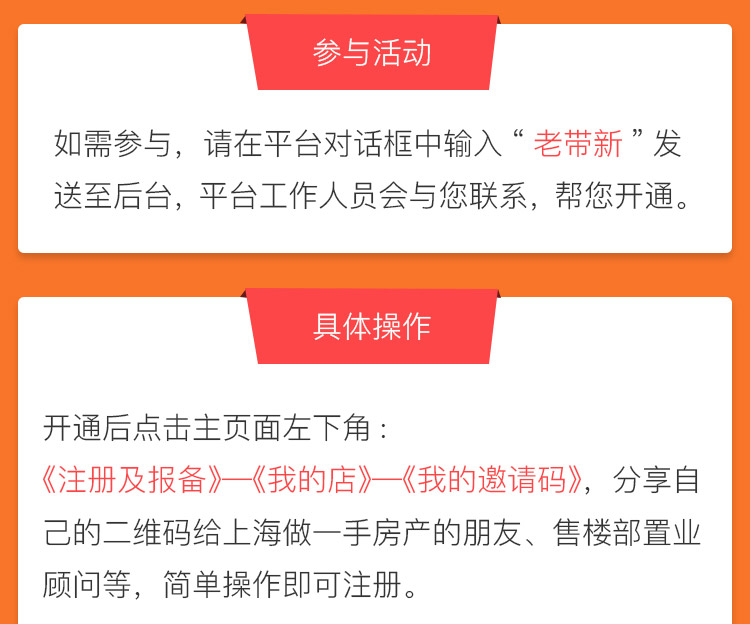 参与活动
如需参与，请在平台对话框中输入“老带新”发
送至后台，平台工作人员会与您联系，帮您开通。
具体操作
开通后点击主页面左下角：
《注册及报备》—《我的店》—《我的邀请码》，分享自
己的二维码给上海做一手房产的朋友、售楼部置业
顾问等，简单操作即可注册。